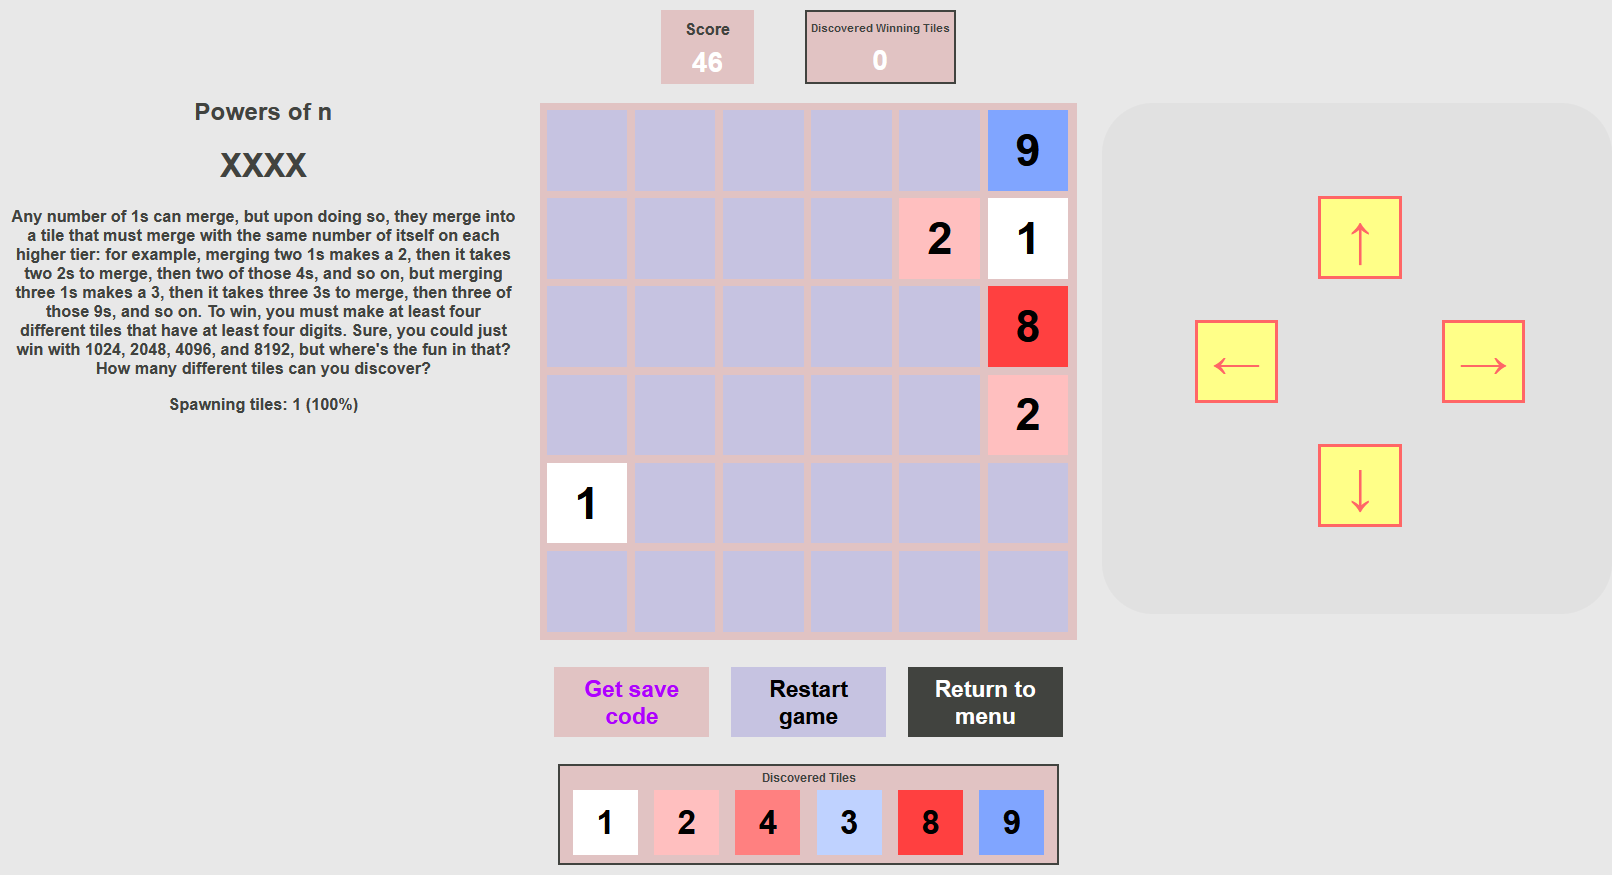 Score
46
Discovered Winning Tiles
0
Powers of n
XXXX
Any number of 1s can merge, but upon doing so, they merge into
a tile that must merge with the same number of itself on each
higher tier: for example, merging two 1s makes a 2, then it takes
two 2s to merge, then two of those 4s, and so on, but merging
three 1s makes a 3, then it takes three 3s to merge, then three of
those 9s, and so on. To win, you must make at least four
different tiles that have at least four digits. Sure, you could just
win with 1024, 2048, 4096, and 8192, but where's the fun in that?
How many different tiles can you discover?
Spawning tiles: 1 (100%)
9
2 1
8
2
1
↑
← →
↓
Get save
code
Restart
game
Return to
menu
Discovered Tiles
1 2 4 3 8 9